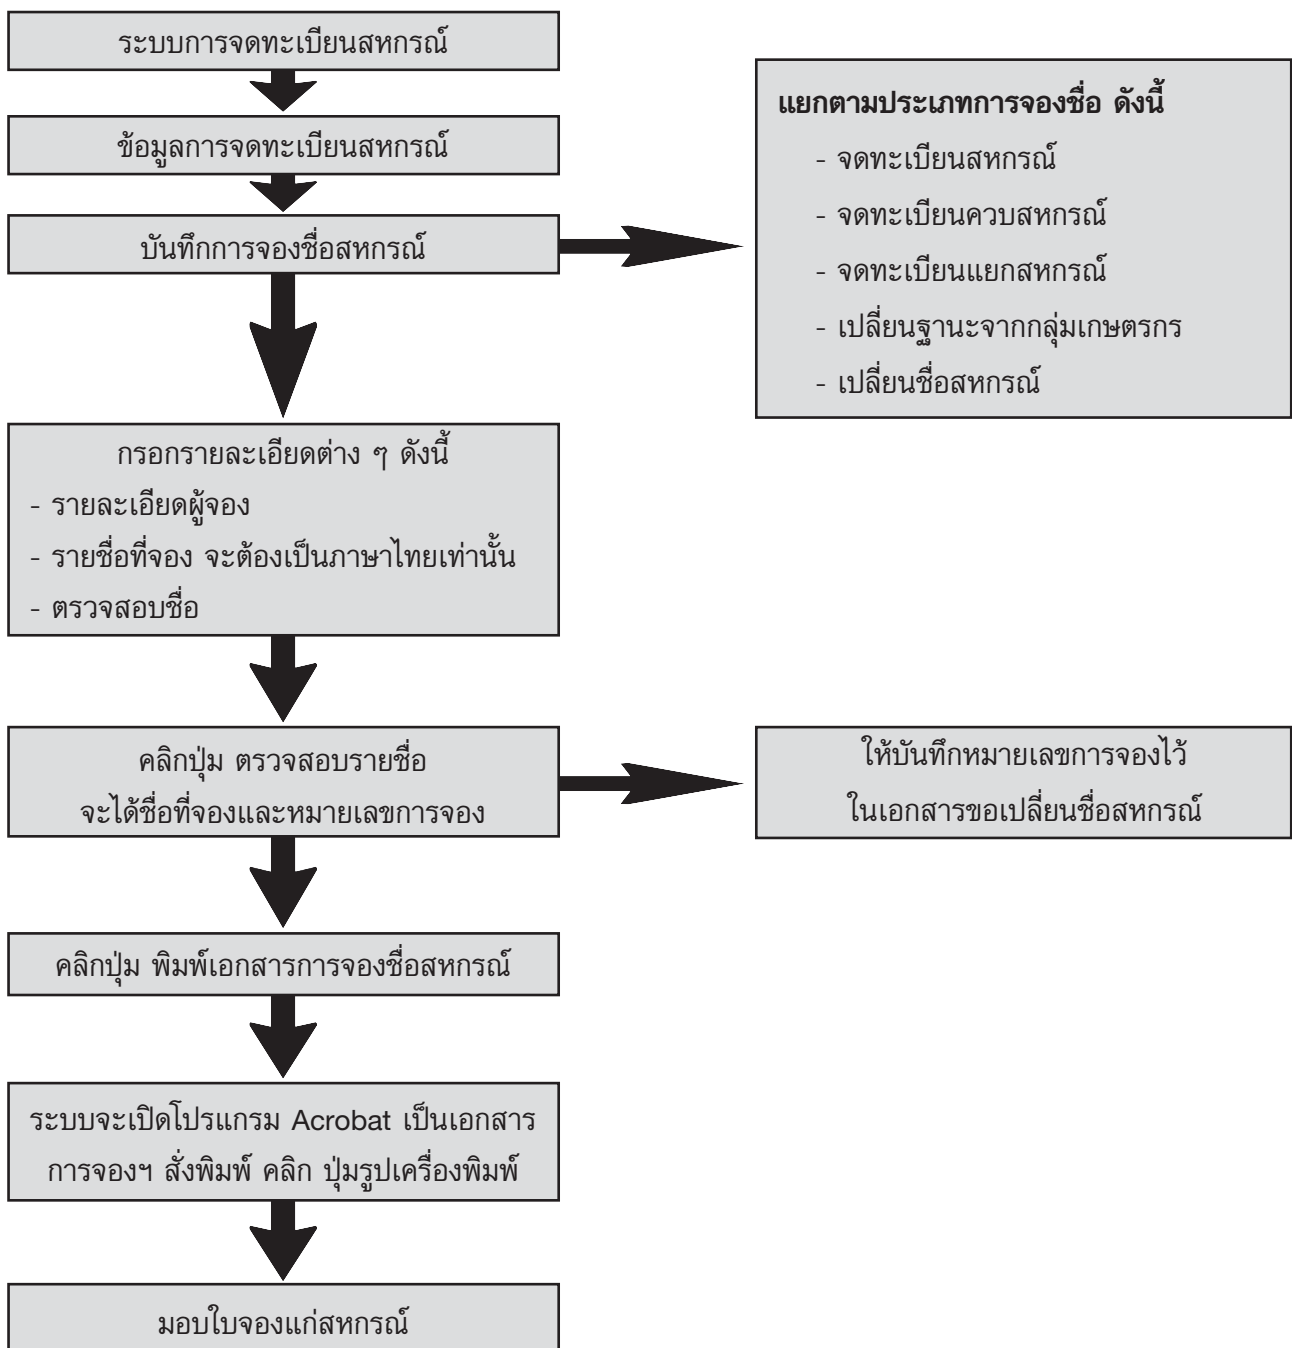 ระบบการจดทะเบียนสหกรณ์
ข้อมูลการจดทะเบียนสหกรณ์
บันทึกการจองชื่อสหกรณ์
แยกตามประเภทการจองชื่อ ดังนี้
- จดทะเบียนสหกรณ์
- จดทะเบียนควบสหกรณ์
- จดทะเบียนแยกสหกรณ์
- เปลี่ยนฐานะจากกลุ่มเกษตรกร
- เปลี่ยนชื่อสหกรณ์
กรอกรายละเอียดต่าง ๆ ดังนี้
- รายละเอียดผู้จอง
- รายชื่อที่จอง จะต้องเป็นภาษาไทยเท่านั้น
- ตรวจสอบชื่อ
คลิกปุ่ม ตรวจสอบรายชื่อ
จะได้ชื่อที่จองและหมายเลขการจอง
ให้บันทึกหมายเลขการจองไว้
ในเอกสารขอเปลี่ยนชื่อสหกรณ์
คลิกปุ่ม พิมพ์เอกสารการจองชื่อสหกรณ์
ระบบจะเปิดโปรแกรม Acrobat เป็นเอกสาร
การจองฯ สั่งพิมพ์ คลิก ปุ่มรูปเครื่องพิมพ์
มอบใบจองแก่สหกรณ์